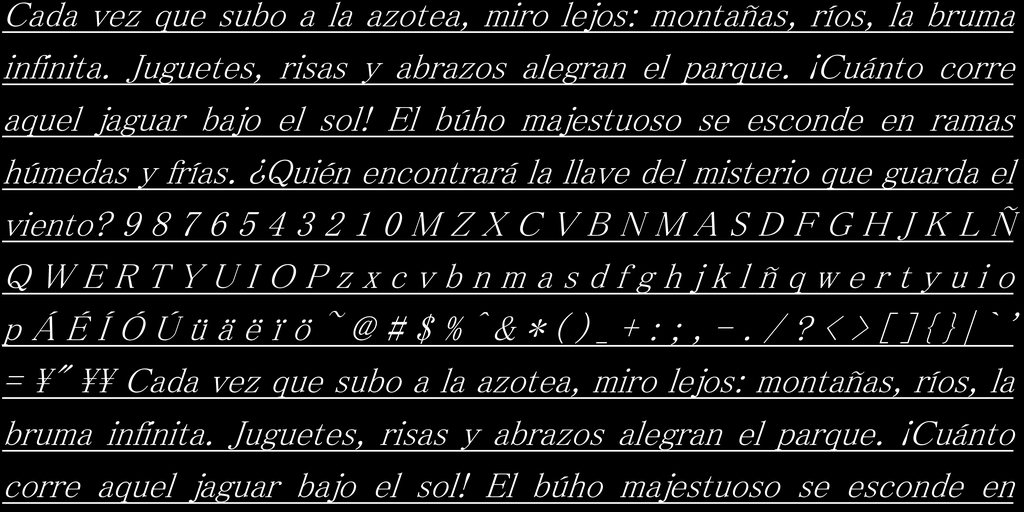 Cada vez que subo a la azotea, miro lejos: montañas, ríos, la bruma
infinita. Juguetes, risas y abrazos alegran el parque. ¡Cuánto corre
aquel jaguar bajo el sol! El búho majestuoso se esconde en ramas
húmedas y frías. ¿Quién encontrará la llave del misterio que guarda el
viento? 9 8 7 6 5 4 3 2 1 0 M Z X C V B N M A S D F G H J K L Ñ
Q W E R T Y U I O P z x c v b n m a s d f g h j k l ñ q w e r t y u i o
p Á É Í Ó Ú ü ä ë ï ö ~ @ # $ % ^ & * ( ) _ + : ; , - . / ? < > [ ] { } | ` '
= ¥" ¥¥ Cada vez que subo a la azotea, miro lejos: montañas, ríos, la
bruma infinita. Juguetes, risas y abrazos alegran el parque. ¡Cuánto
corre aquel jaguar bajo el sol! El búho majestuoso se esconde en